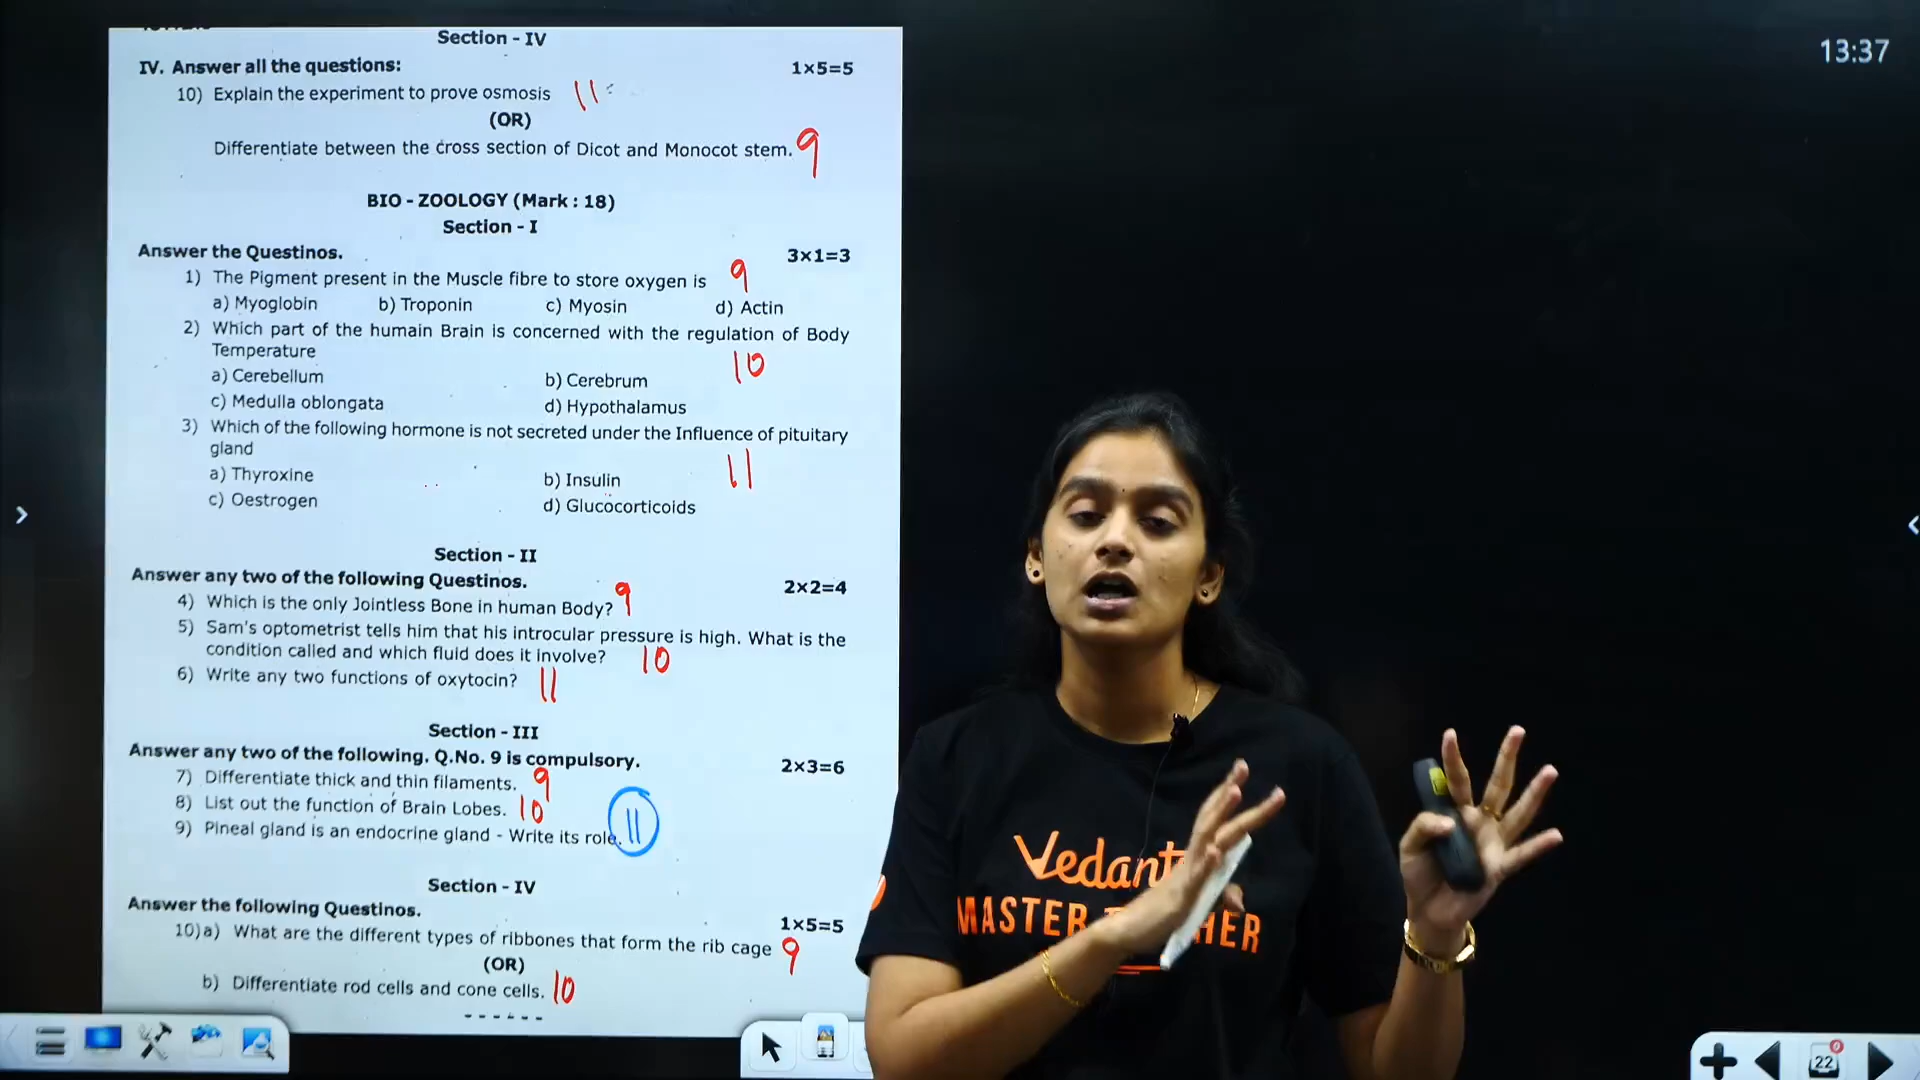 13:37
Section - IV
IV. Answer all the questions: 1×5=5
10) Explain the experiment to prove osmosis 11
(OR)
Differentiate between the cross section of Dicot and Monocot stem. 9
BIO - ZOOLOGY (Mark : 18)
Section - I
Answer the Questinos. 3×1=3
1) The Pigment present in the Muscle fibre to store oxygen is 9
a) Myoglobin b) Troponin c) Myosin d) Actin
2) Which part of the humain Brain is concerned with the regulation of Body
Temperature 10
a) Cerebellum b) Cerebrum
c) Medulla oblongata d) Hypothalamus
3) Which of the following hormone is not secreted under the Influence of pituitary
gland 11
a) Thyroxine b) Insulin
c) Oestrogen d) Glucocorticoids
Section - II
Answer any two of the following Questinos. 2×2=4
4) Which is the only Jointless Bone in human Body? 9
5) Sam's optometrist tells him that his introcular pressure is high. What is the
condition called and which fluid does it involve? 10
6) Write any two functions of oxytocin? 11
Section - III
Answer any two of the following. Q.No. 9 is compulsory. 2×3=6
7) Differentiate thick and thin filaments. 9
8) List out the function of Brain Lobes. 10
9) Pineal gland is an endocrine gland - Write its role. 11
Section - IV
Answer the following Questinos. 1×5=5
10)a) What are the different types of ribbones that form the rib cage 9
(OR)
b) Differentiate rod cells and cone cells. 10
------
Vedant
MASTER
HER
22